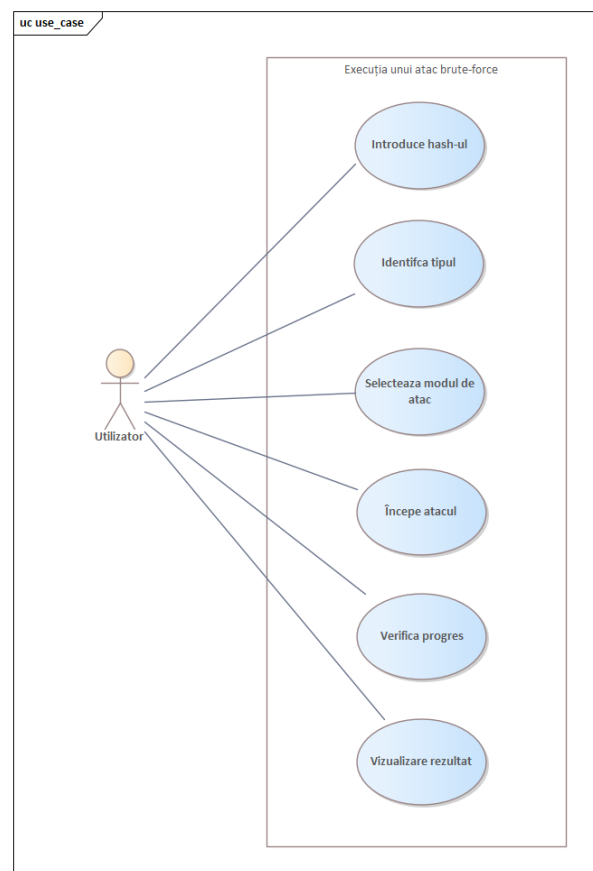 uc use_case
Execuția unui atac brute-force
Introduce hash-ul
Identifca tipul
Selecteaza modul de
atac
Utilizator
Începe atacul
Verifica progres
Vizualizare rezultat